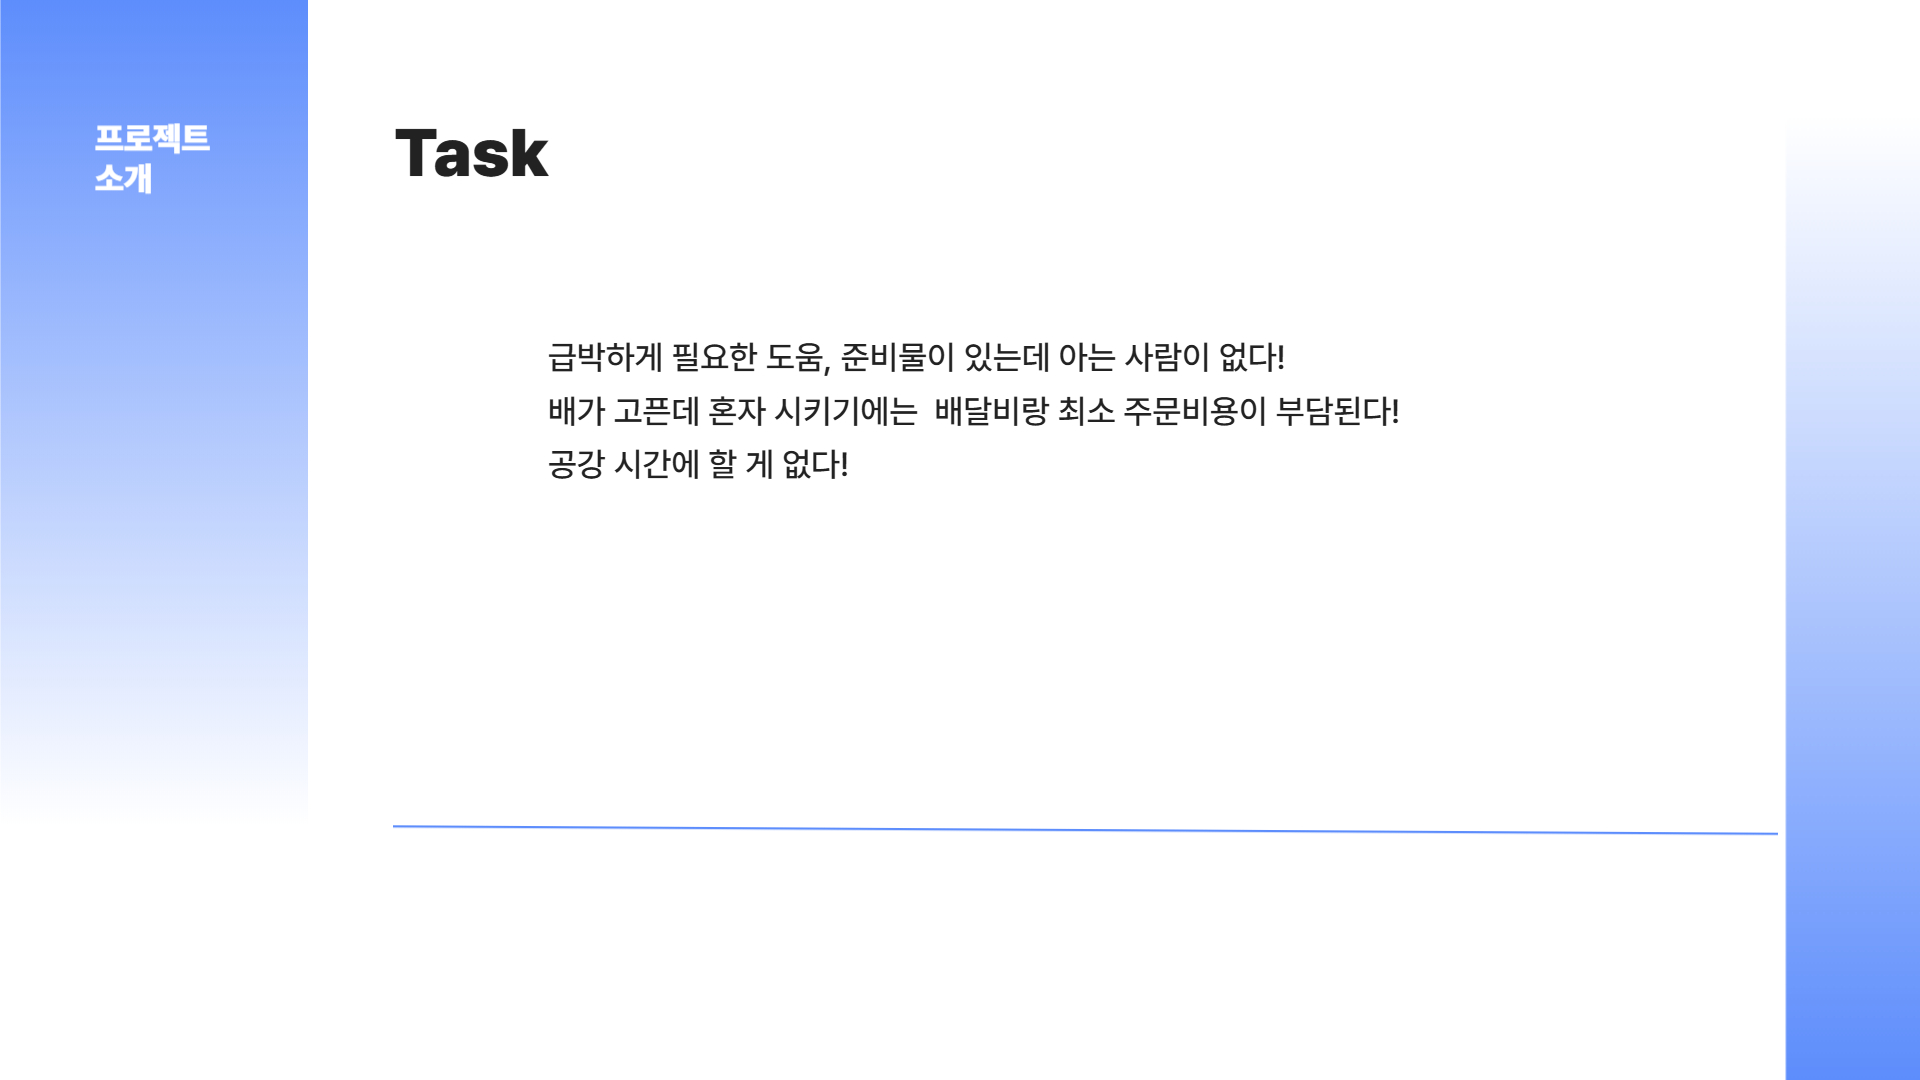 프로젝트
소개
Task
급박하게 필요한 도움, 준비물이 있는데 아는 사람이 없다!
배가 고픈데 혼자 시키기에는  배달비랑 최소 주문비용이 부담된다!
공강 시간에 할 게 없다!